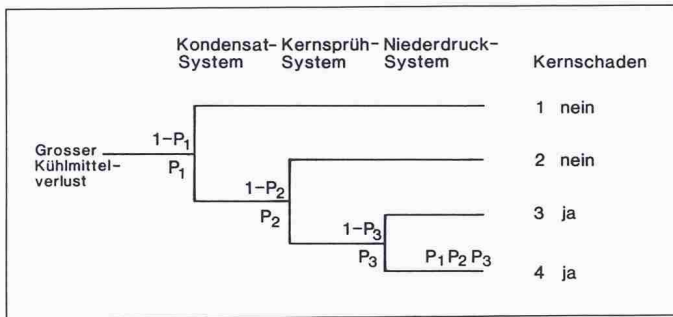 Kondensat-System
Kernsprüh-System
Niederdruck-System
Kernschaden
Grosser
Kühlmittel-
verlust
1-P₁
P₁
1-P₂
P₂
1-P₃
P₃
P₁ P₂ P₃
1 nein
2 nein
3 ja
4 ja